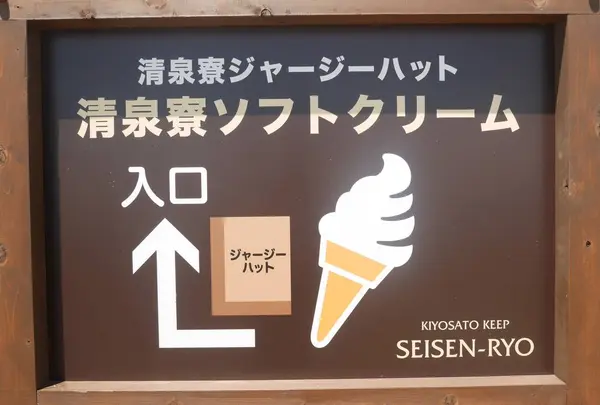 清泉寮ジャージーハット
清泉寮ソフトクリーム
入口
ジャージー
ハット
KIYOSATO KEEP
SEISEN-RYO